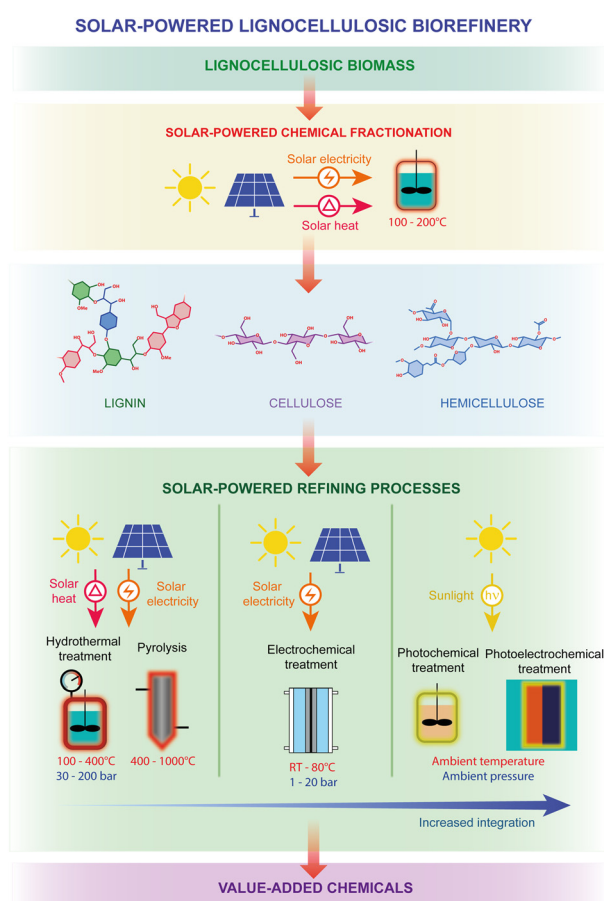 SOLAR-POWERED LIGNOCELLULOSIC BIOREFINERY
LIGNOCELLULOSIC BIOMASS
SOLAR-POWERED CHEMICAL FRACTIONATION
Solar electricity
Solar heat
100 - 200°C
LIGNIN
CELLULOSE
HEMICELLULOSE
SOLAR-POWERED REFINING PROCESSES
Solar
heat
Solar
electricity
Hydrothermal
treatment
Pyrolysis
100 - 400°C
30 - 200 bar
400 - 1000°C
Solar
electricity
Electrochemical
treatment
RT - 80°C
1 - 20 bar
Sunlight
hν
Photochemical
treatment
Photoelectrochemical
treatment
Ambient temperature
Ambient pressure
Increased integration
VALUE-ADDED CHEMICALS